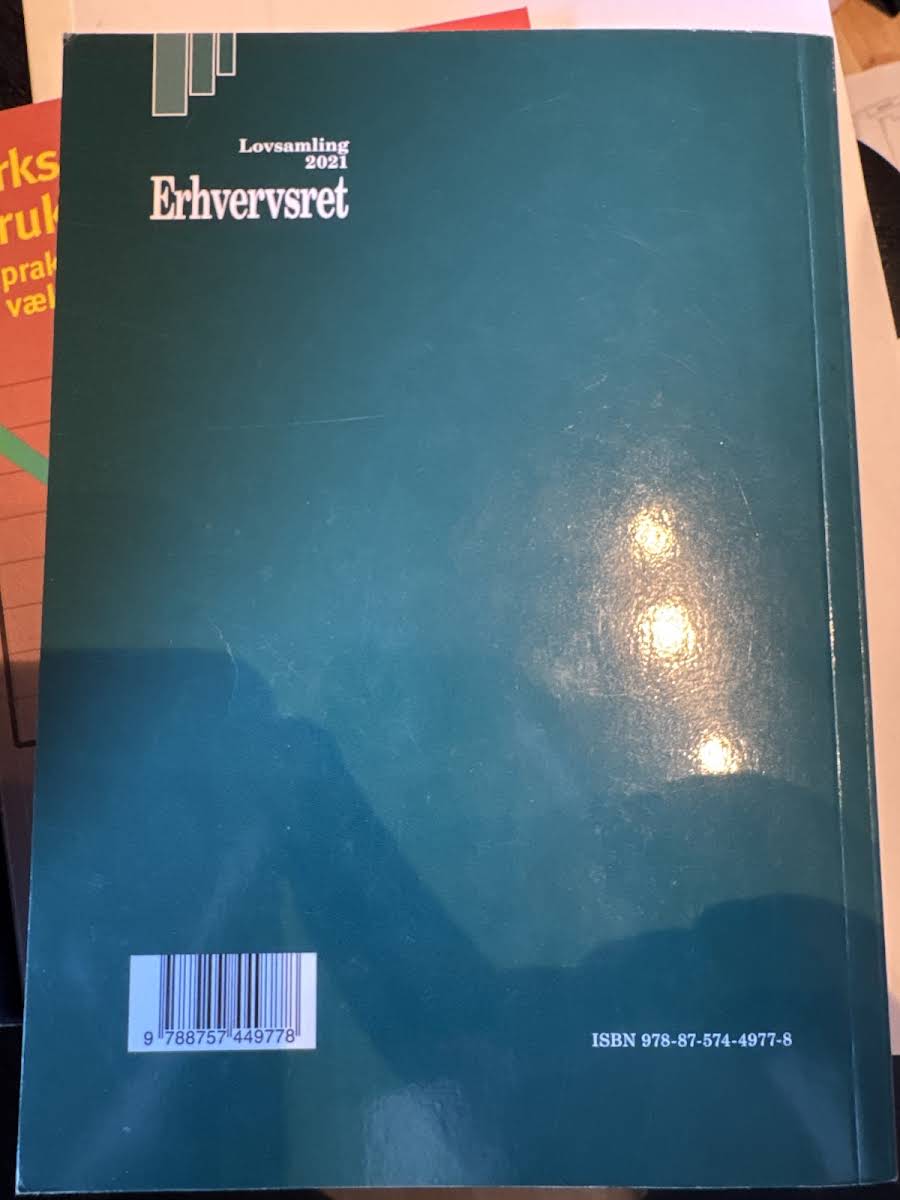 Lovsamling
2021
Erhvervsret
9 788757 449778
ISBN 978-87-574-4977-8